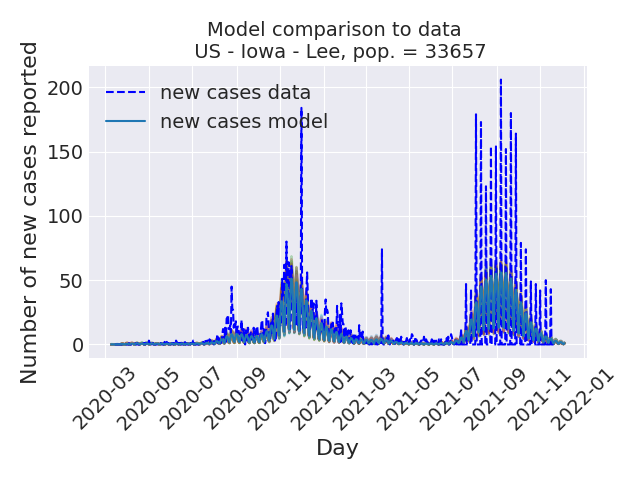 Model comparison to data
US - Iowa - Lee, pop. = 33657
Number of new cases reported
200
150
100
50
0
new cases data
new cases model
2020-03
2020-05
2020-07
2020-09
2020-11
2021-01
2021-03
2021-05
2021-07
2021-09
2021-11
2022-01
Day